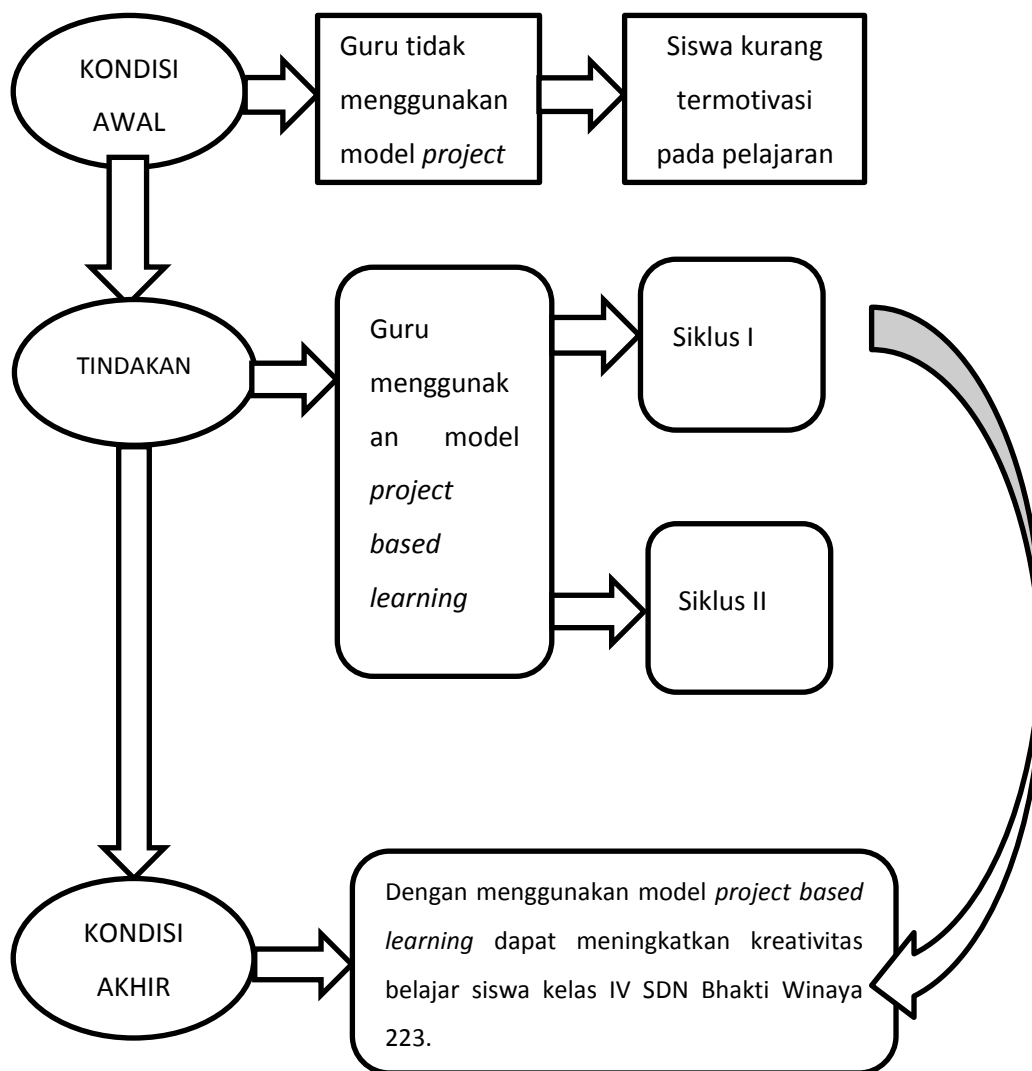 KONDISI
AWAL
Guru tidak
menggunakan
model project
Siswa kurang
termotivasi
pada pelajaran
TINDAKAN
Guru
menggunak
an model
project
based
learning
Siklus I
Siklus II
KONDISI
AKHIR
Dengan menggunakan model project based
learning dapat meningkatkan kreativitas
belajar siswa kelas IV SDN Bhakti Winaya
223.